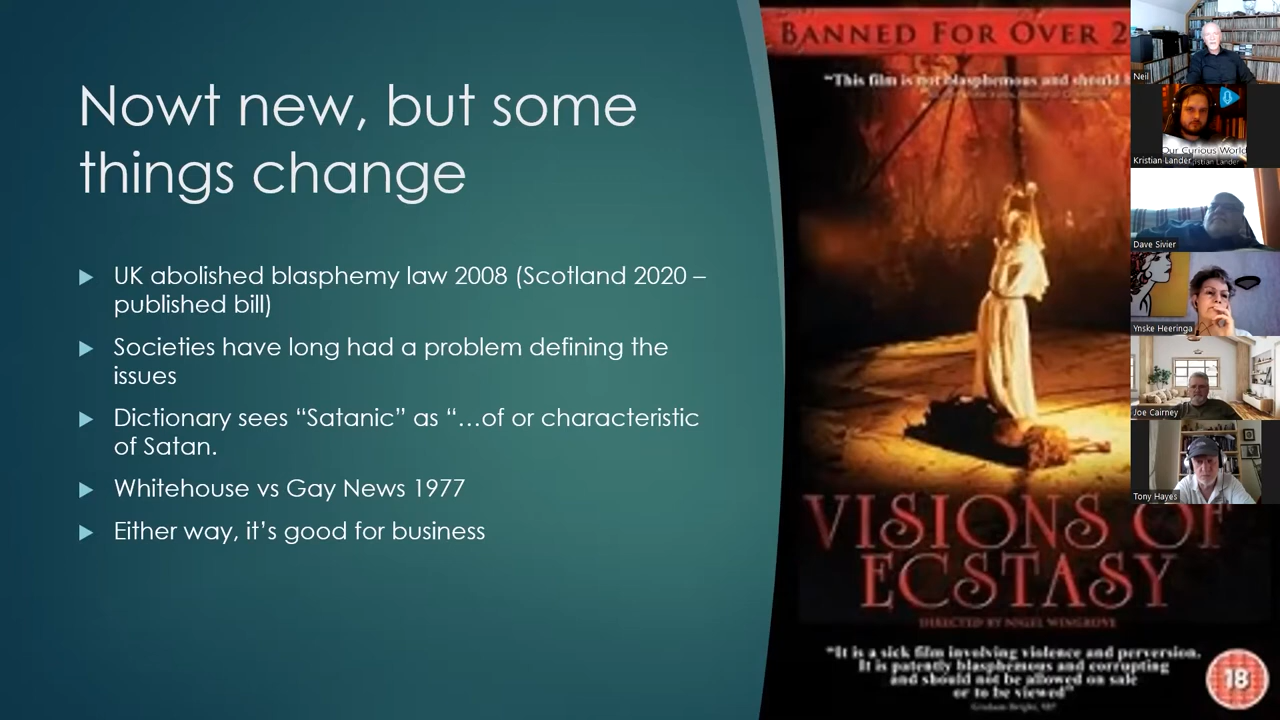 Nowt new, but some
things change
UK abolished blasphemy law 2008 (Scotland 2020 –
published bill)
Societies have long had a problem defining the
issues
Dictionary sees “Satanic” as “…of or characteristic
of Satan.
Whitehouse vs Gay News 1977
Either way, it’s good for business
BANNED FOR OVER 2
“This film is not blasphemous and should
VISIONS OF
ECSTASY
DIRECTED BY NIGEL WINGROVE
“It is a sick film involving violence and perversion.
It is patently blasphemous and corrupting
and should not be allowed on sale
or to be viewed”
Graham Bright, MP
18
Neil
Our Curious World
Kristian Lander
Kristian Lander
Dave Sivier
Ynske Heeringa
Joe Cairney
Tony Hayes